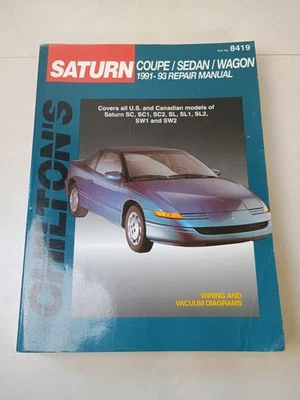 Part No. 8419
SATURN
COUPE / SEDAN / WAGON
1991-93 REPAIR MANUAL
Covers all U.S. and Canadian models of
Saturn SC, SC1, SC2, SL, SL1, SL2,
SW1 and SW2
CHILTON'S
WIRING AND
VACUUM DIAGRAMS